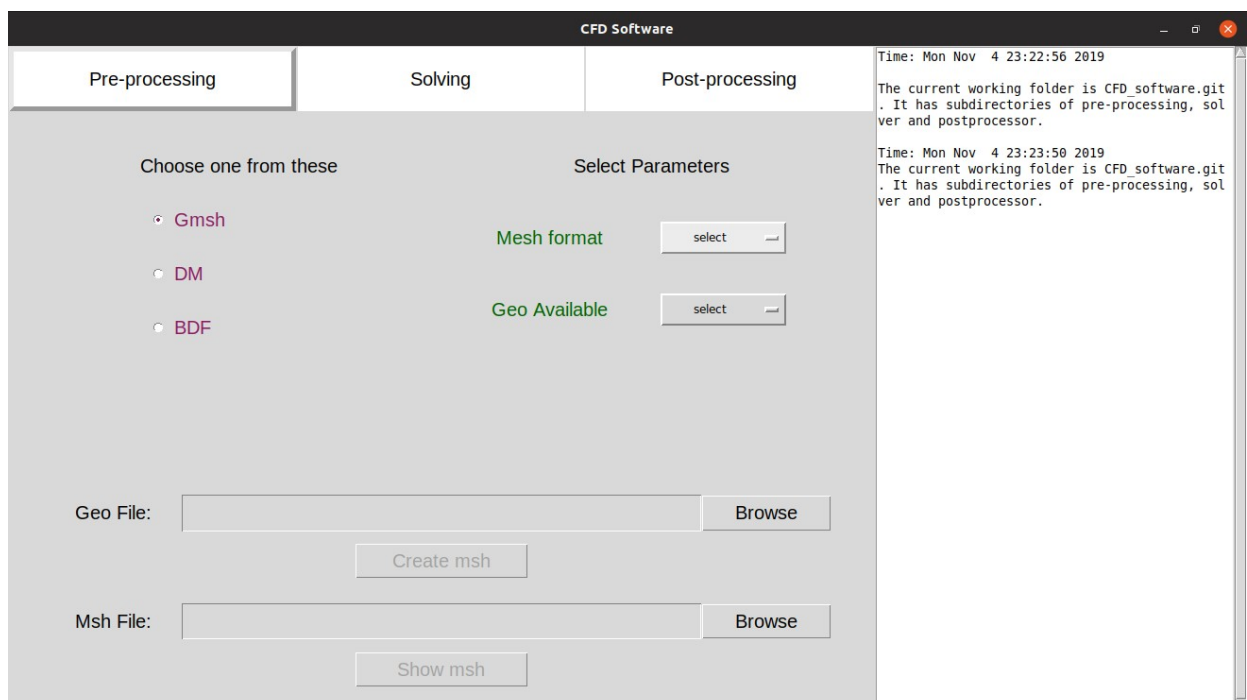 CFD Software
Pre-processing
Solving
Post-processing
Choose one from these
Select Parameters
Gmsh
Mesh format
select
DM
Geo Available
select
BDF
Geo File:
Browse
Create msh
Msh File:
Browse
Show msh
Time: Mon Nov  4 23:22:56 2019
The current working folder is CFD_software.git
. It has subdirectories of pre-processing, sol
ver and postprocessor.
Time: Mon Nov  4 23:23:50 2019
The current working folder is CFD_software.git
. It has subdirectories of pre-processing, sol
ver and postprocessor.